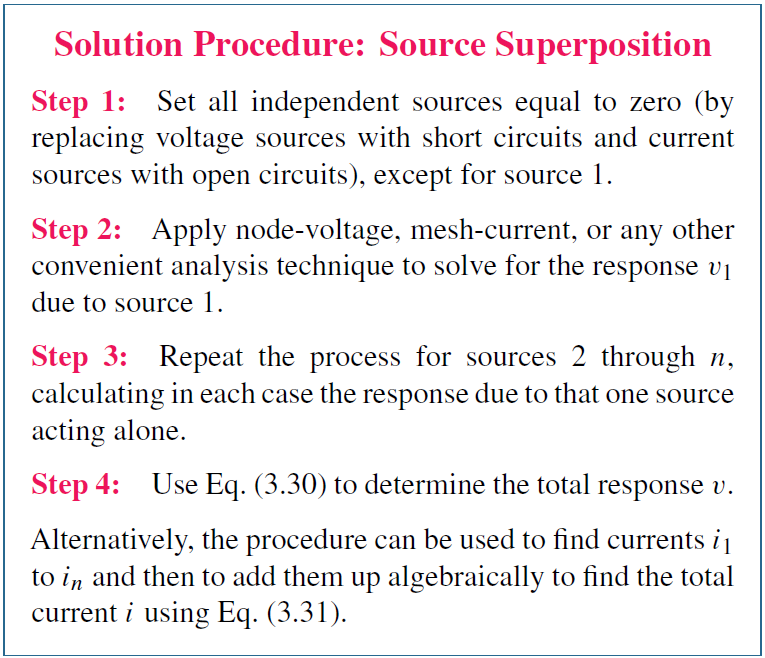 Solution Procedure: Source Superposition
Step 1: Set all independent sources equal to zero (by
replacing voltage sources with short circuits and current
sources with open circuits), except for source 1.
Step 2: Apply node-voltage, mesh-current, or any other
convenient analysis technique to solve for the response v₁
due to source 1.
Step 3: Repeat the process for sources 2 through n,
calculating in each case the response due to that one source
acting alone.
Step 4: Use Eq. (3.30) to determine the total response v.
Alternatively, the procedure can be used to find currents i₁
to iₙ and then to add them up algebraically to find the total
current i using Eq. (3.31).